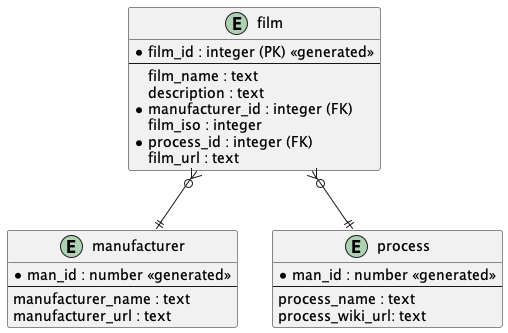 E film
* film_id : integer (PK) «generated»
film_name : text
description : text
* manufacturer_id : integer (FK)
film_iso : integer
* process_id : integer (FK)
film_url : text
E manufacturer
* man_id : number «generated»
manufacturer_name : text
manufacturer_url : text
E process
* man_id : number «generated»
process_name : text
process_wiki_url: text